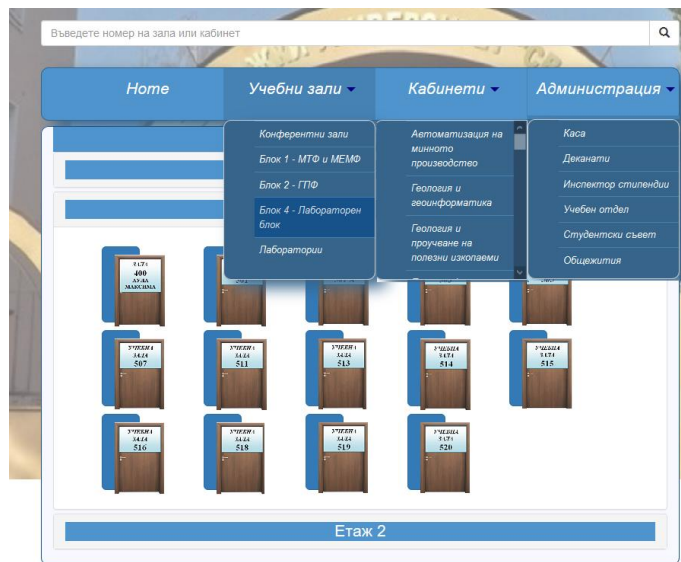 Въведете номер на зала или кабинет
Home
Учебни зали
Кабинети
Администрация
Конферентни зали
Блок 1 - МТФ и МЕМФ
Блок 2 - ГПФ
Блок 4 - Лабораторен
блок
Лаборатории
Автоматизация на
минното
производство
Геология и
геоинформатика
Геология и
проучване на
полезни изкопаеми
Каса
Деканати
Инспектор стипендии
Учебен отдел
Студентски съвет
Общежития
ЗАЛА
400
АУЛА
МАКСИМА
УЧЕБНА
ЗАЛА
507
УЧЕБНА
ЗАЛА
511
УЧЕБНА
ЗАЛА
513
УЧЕБНА
ЗАЛА
514
УЧЕБНА
ЗАЛА
515
УЧЕБНА
ЗАЛА
516
УЧЕБНА
ЗАЛА
518
УЧЕБНА
ЗАЛА
519
УЧЕБНА
ЗАЛА
520
Етаж 2